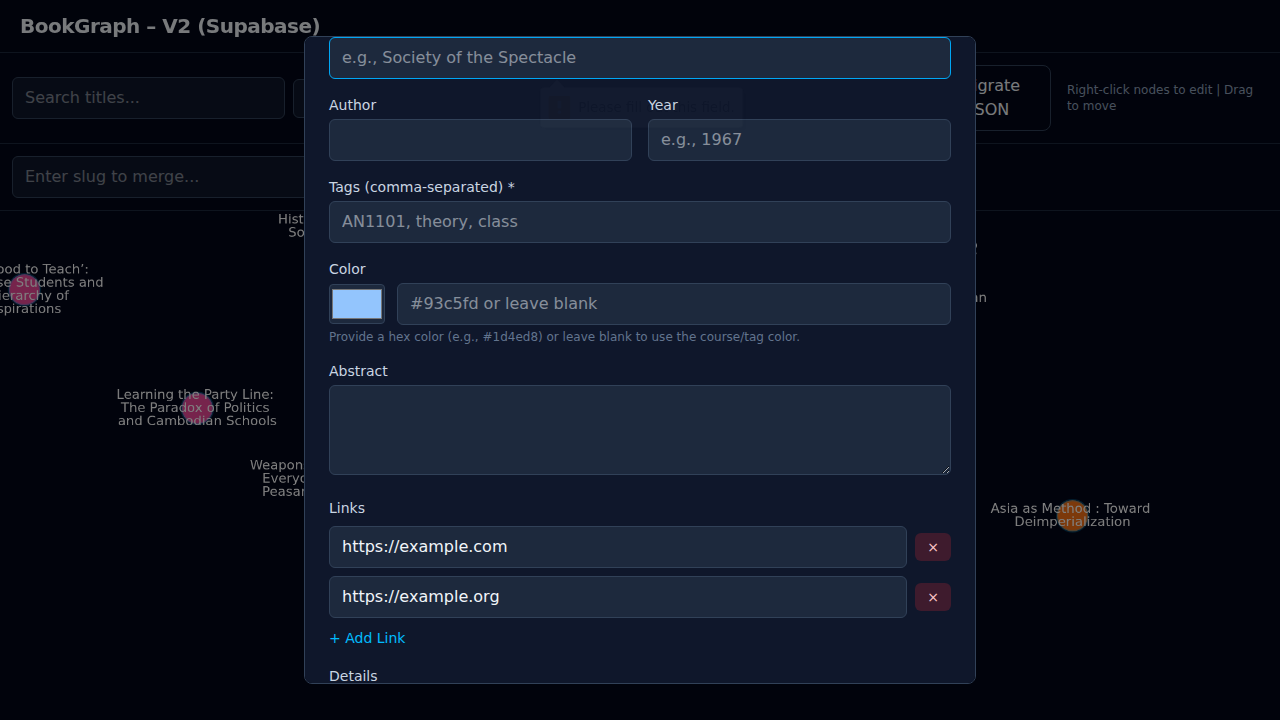 BookGraph – V2 (Supabase)
Search titles...
grate
SON
Right-click nodes to edit | Drag
to move
Enter slug to merge...
e.g., Society of the Spectacle
Author
Year
e.g., 1967
Tags (comma-separated) *
AN1101, theory, class
Color
#93c5fd or leave blank
Provide a hex color (e.g., #1d4ed8) or leave blank to use the course/tag color.
Abstract
Links
https://example.com
×
https://example.org
×
+ Add Link
Details
Hist
So
ood to Teach’:
se Students and
ierarchy of
spirations
Learning the Party Line:
The Paradox of Politics
and Cambodian Schools
Weapon
Everyo
Peasar
an
Asia as Method : Toward
Deimperialization